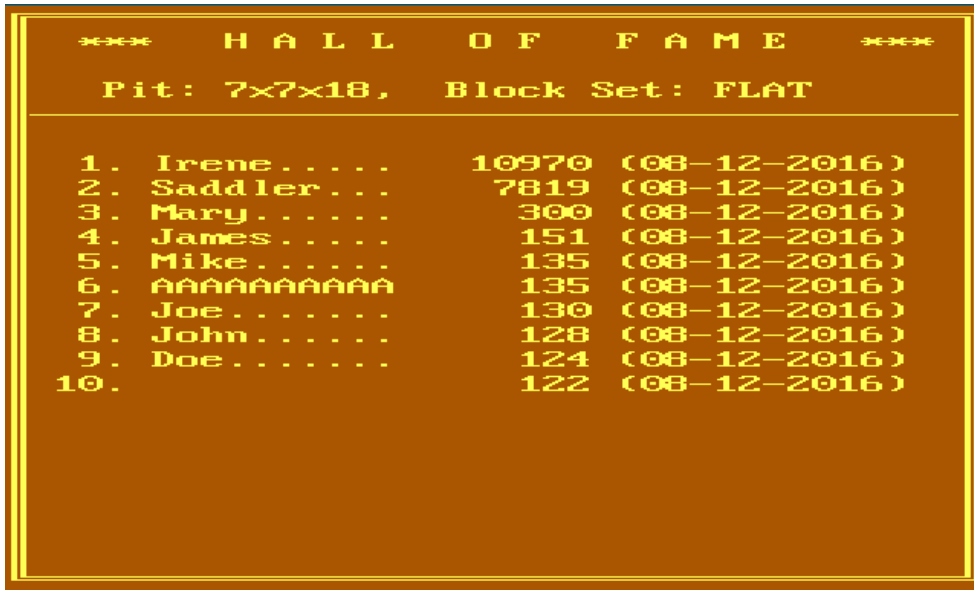 *** H A L L   O F   F A M E ***
Pit: 7x7x18, Block Set: FLAT
1. Irene..... 10970 (08-12-2016)
2. Saddler... 7819 (08-12-2016)
3. Mary...... 300 (08-12-2016)
4. James..... 151 (08-12-2016)
5. Mike...... 135 (08-12-2016)
6. AAAAAAAAAA 135 (08-12-2016)
7. Joe....... 130 (08-12-2016)
8. John...... 128 (08-12-2016)
9. Doe....... 124 (08-12-2016)
10. 122 (08-12-2016)